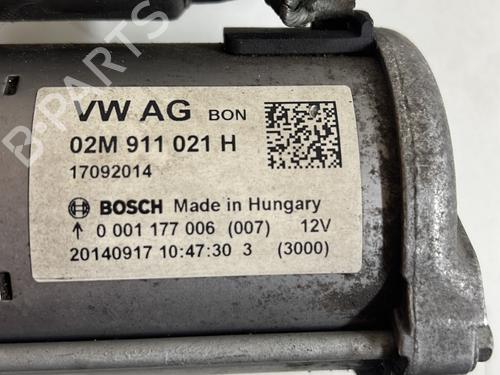 VW AG BON
02M 911 021 H
17092014
BOSCH Made in Hungary
↑ 0 001 177 006 (007) 12V
20140917 10:47:30 3 (3000)